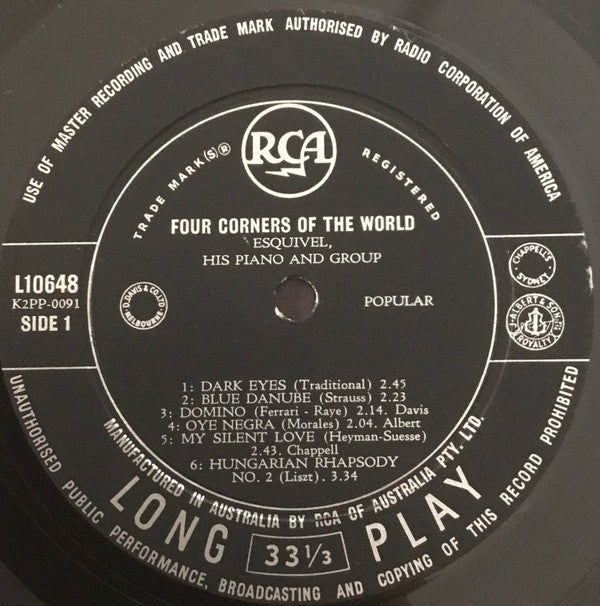 USE OF MASTER RECORDING AND TRADE MARK AUTHORISED BY RADIO CORPORATION OF AMERICA
TRADE MARK(S)® REGISTERED
RCA
FOUR CORNERS OF THE WORLD
ESQUIVEL,
HIS PIANO AND GROUP
L10648
K2PP-0091
SIDE 1
D.DAVIS & CO.LTD
MELBOURNE
POPULAR
CHAPPELL'S
SYDNEY
J. ALBERT & SON
ROYALTY
1: DARK EYES (Traditional) 2.45
2: BLUE DANUBE (Strauss) 2.23
3: DOMINO (Ferrari - Raye) 2.14. Davis
4: OYE NEGRA (Morales) 2.04. Albert
5: MY SILENT LOVE (Heyman-Suesse)
2.43. Chappell
6: HUNGARIAN RHAPSODY
NO. 2 (Liszt). 3.34
MANUFACTURED IN AUSTRALIA BY RCA OF AUSTRALIA PTY. LTD.
LONG 33 1/3 PLAY
UNAUTHORISED PUBLIC PERFORMANCE, BROADCASTING AND COPYING OF THIS RECORD PROHIBITED